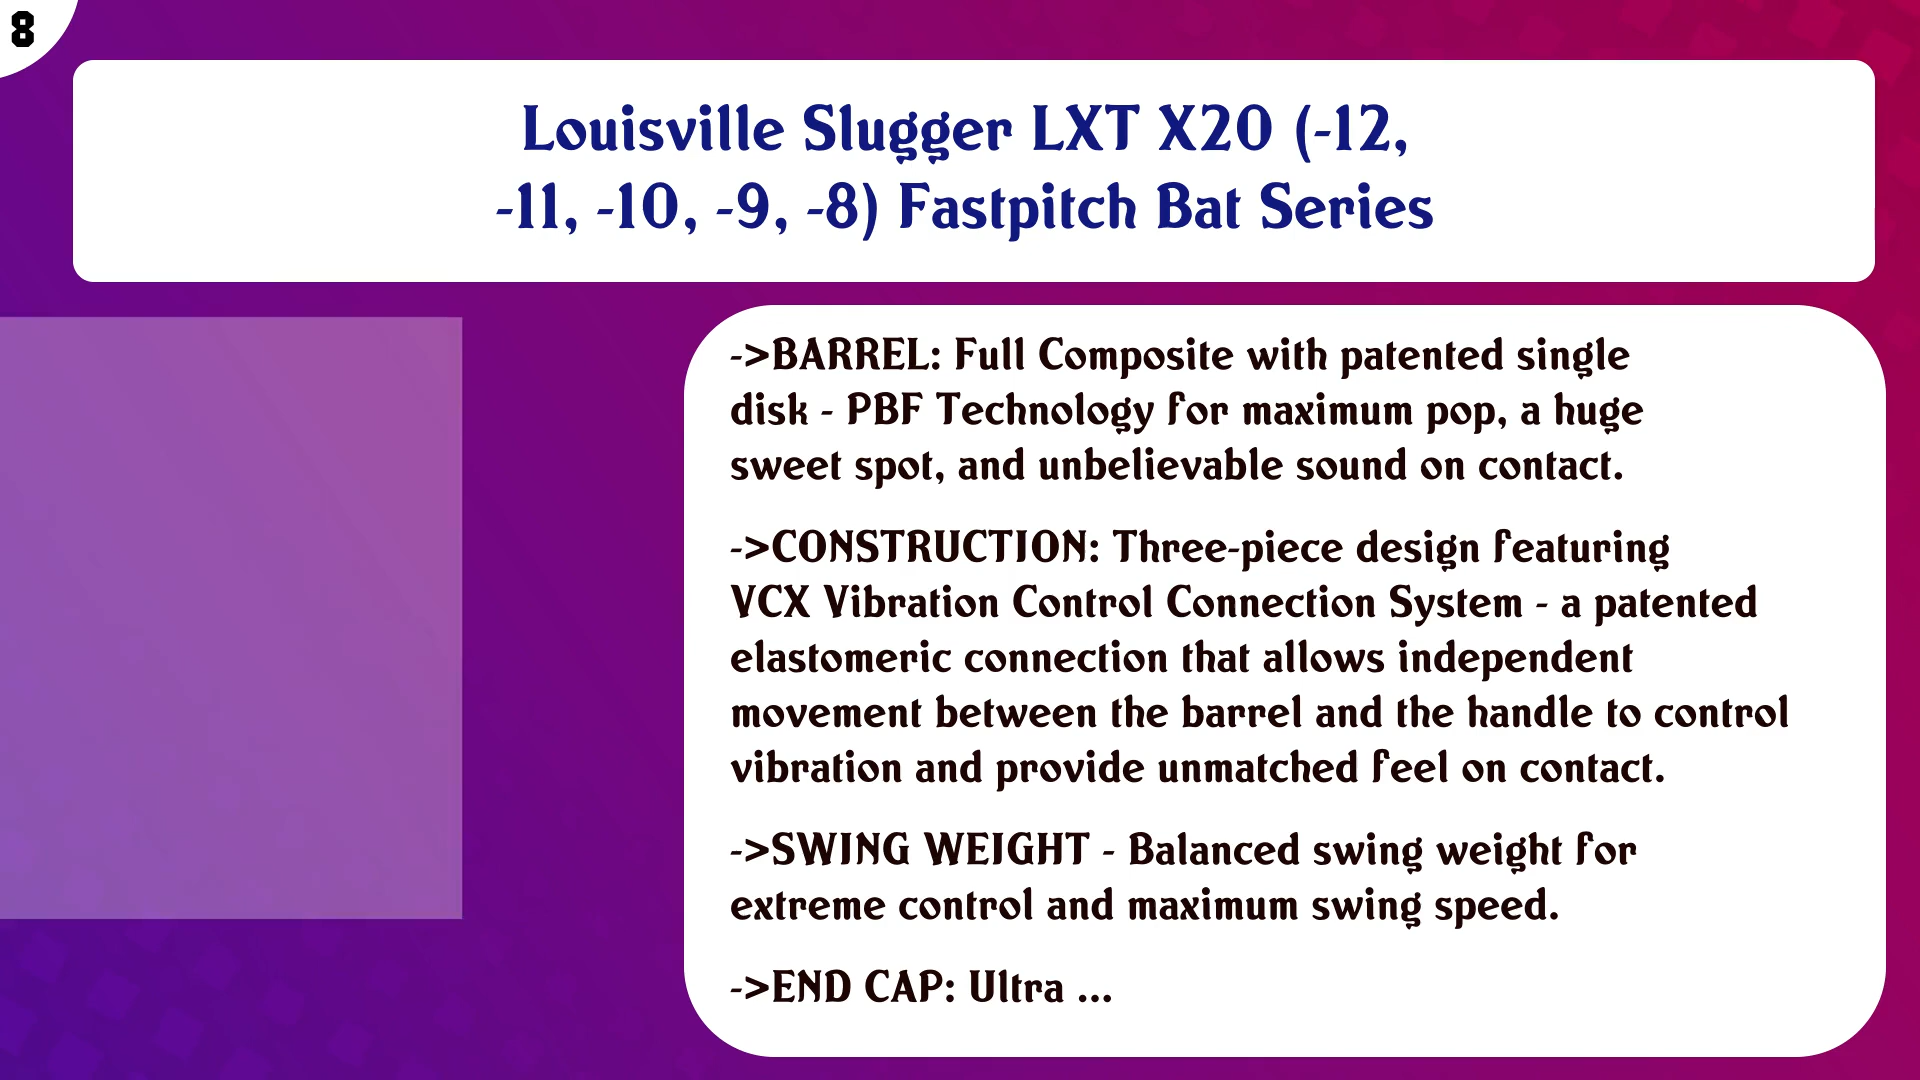 8
Louisville Slugger LXT X20 (-12,
-11, -10, -9, -8) Fastpitch Bat Series
->BARREL: Full Composite with patented single
disk - PBF Technology for maximum pop, a huge
sweet spot, and unbelievable sound on contact.
->CONSTRUCTION: Three-piece design featuring
VCX Vibration Control Connection System - a patented
elastomeric connection that allows independent
movement between the barrel and the handle to control
vibration and provide unmatched feel on contact.
->SWING WEIGHT - Balanced swing weight for
extreme control and maximum swing speed.
->END CAP: Ultra ...